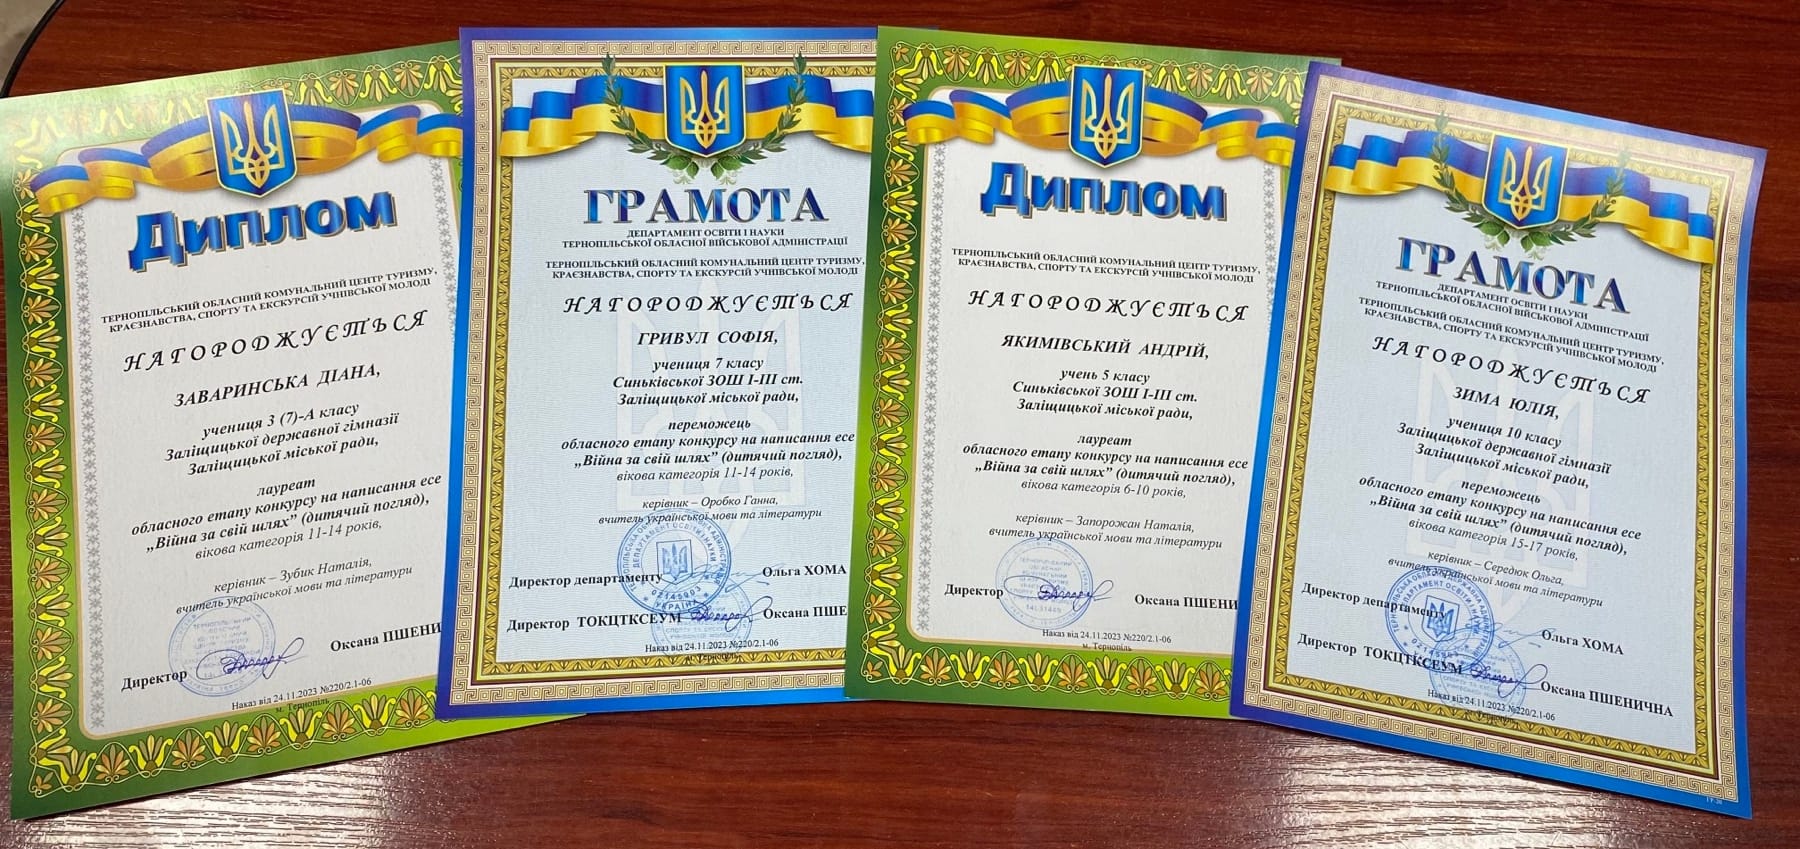 Диплом
ТЕРНОПІЛЬСЬКИЙ ОБЛАСНИЙ КОМУНАЛЬНИЙ ЦЕНТР ТУРИЗМУ,
КРАЄЗНАВСТВА, СПОРТУ ТА ЕКСКУРСІЙ УЧНІВСЬКОЇ МОЛОДІ
НАГОРОДЖУЄТЬСЯ
ЗАВАРИНСЬКА ДІАНА,
учениця 3 (7)-А класу
Заліщицької державної гімназії
Заліщицької міської ради,
лауреат
обласного етапу конкурсу на написання есе
„Війна за свій шлях” (дитячий погляд),
вікова категорія 11-14 років,
керівник – Зубик Наталія,
вчитель української мови та літератури
Директор Оксана ПШЕНИ
Наказ від 24.11.2023 №220/2.1-06
м. Тернопіль
ГРАМОТА
ДЕПАРТАМЕНТ ОСВІТИ І НАУКИ
ТЕРНОПІЛЬСЬКОЇ ОБЛАСНОЇ ВІЙСЬКОВОЇ АДМІНІСТРАЦІЇ
ТЕРНОПІЛЬСЬКИЙ ОБЛАСНИЙ КОМУНАЛЬНИЙ ЦЕНТР ТУРИЗМУ,
КРАЄЗНАВСТВА, СПОРТУ ТА ЕКСКУРСІЙ УЧНІВСЬКОЇ МОЛОДІ
НАГОРОДЖУЄТЬСЯ
ГРИВУЛ СОФІЯ,
учениця 7 класу
Синьківської ЗОШ І-ІІІ ст.
Заліщицької міської ради,
переможець
обласного етапу конкурсу на написання есе
„Війна за свій шлях” (дитячий погляд),
вікова категорія 11-14 років,
керівник – Оробко Ганна,
вчитель української мови та літератури
Директор департаменту Ольга ХОМА
Директор ТОКЦТКСЕУМ Оксана ПШЕ
Наказ від 24.11.2023 №220/2.1-06
м. Тернопіль
Диплом
ТЕРНОПІЛЬСЬКИЙ ОБЛАСНИЙ КОМУНАЛЬНИЙ ЦЕНТР ТУРИЗМУ,
КРАЄЗНАВСТВА, СПОРТУ ТА ЕКСКУРСІЙ УЧНІВСЬКОЇ МОЛОДІ
НАГОРОДЖУЄТЬСЯ
ЯКИМІВСЬКИЙ АНДРІЙ,
учень 5 класу
Синьківської ЗОШ І-ІІІ ст.
Заліщицької міської ради,
лауреат
обласного етапу конкурсу на написання есе
„Війна за свій шлях” (дитячий погляд),
вікова категорія 6-10 років,
керівник – Запорожан Наталія,
вчитель української мови та літератури
Директор Оксана ПШЕНИ
Наказ від 24.11.2023 №220/2.1-06
м. Тернопіль
ГРАМОТА
ДЕПАРТАМЕНТ ОСВІТИ І НАУКИ
ТЕРНОПІЛЬСЬКОЇ ОБЛАСНОЇ ВІЙСЬКОВОЇ АДМІНІСТРАЦІЇ
ТЕРНОПІЛЬСЬКИЙ ОБЛАСНИЙ КОМУНАЛЬНИЙ ЦЕНТР ТУРИЗМУ,
КРАЄЗНАВСТВА, СПОРТУ ТА ЕКСКУРСІЙ УЧНІВСЬКОЇ МОЛОДІ
НАГОРОДЖУЄТЬСЯ
ЗИМА ЮЛІЯ,
учениця 10 класу
Заліщицької державної гімназії
Заліщицької міської ради,
переможець
обласного етапу конкурсу на написання есе
„Війна за свій шлях” (дитячий погляд),
вікова категорія 15-17 років,
керівник – Середюк Ольга,
вчитель української мови та літератури
Директор департаменту Ольга ХОМА
Директор ТОКЦТКСЕУМ Оксана ПШЕНИЧНА
Наказ від 24.11.2023 №220/2.1-06